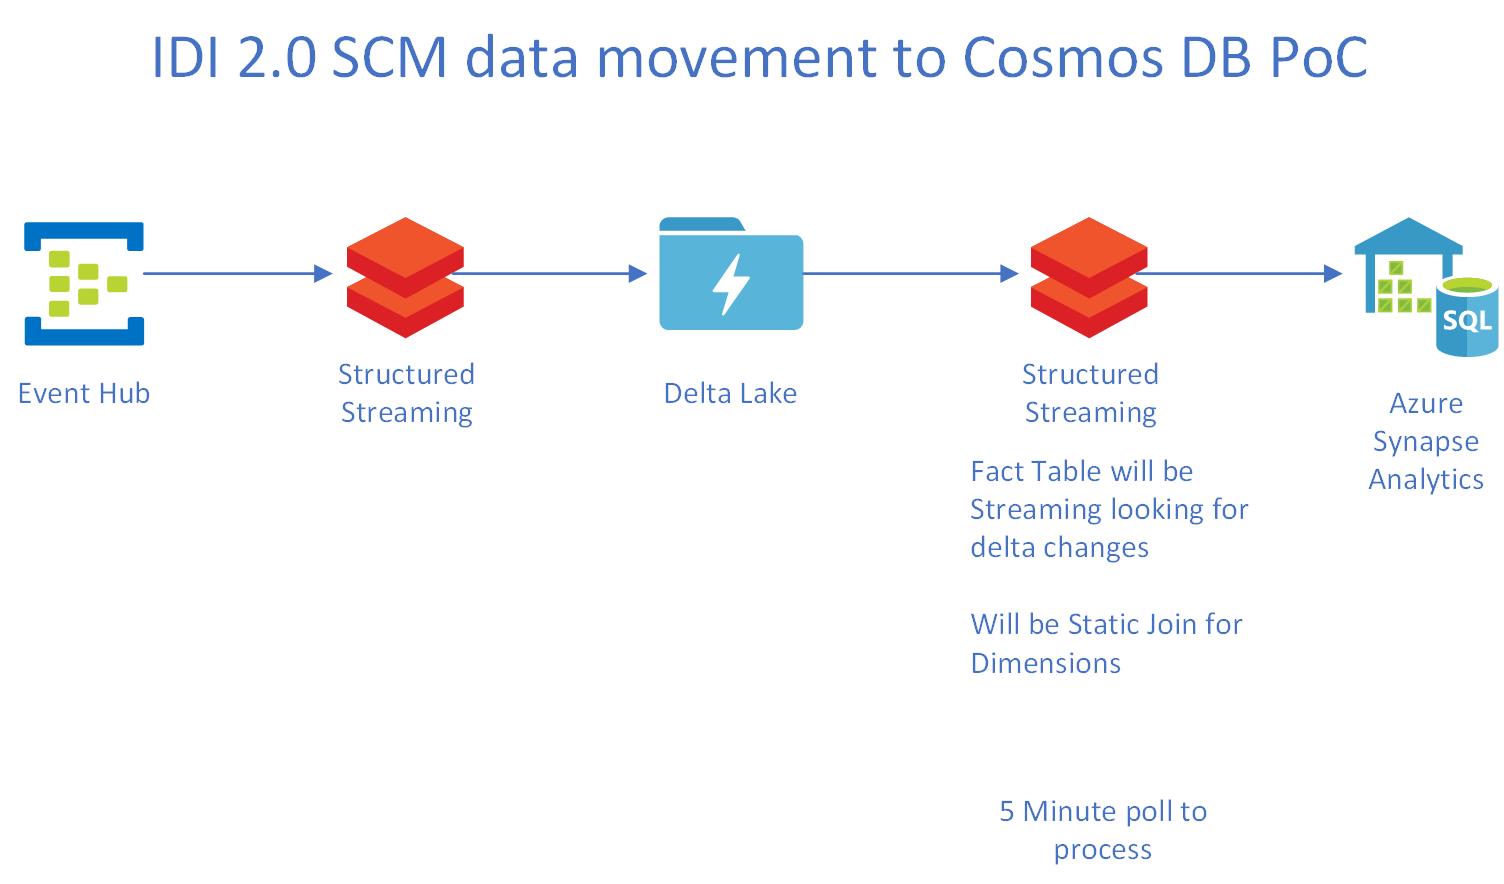 IDI 2.0 SCM data movement to Cosmos DB PoC
SQL
Event Hub
Structured
Streaming
Delta Lake
Structured
Streaming
Azure
Synapse
Analytics
Fact Table will be
Streaming looking for
delta changes
Will be Static Join for
Dimensions
5 Minute poll to
process